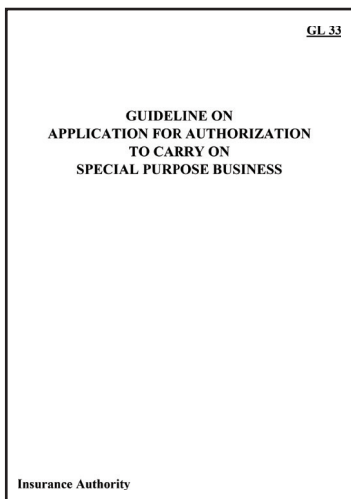 GL 33
GUIDELINE ON
APPLICATION FOR AUTHORIZATION
TO CARRY ON
SPECIAL PURPOSE BUSINESS
Insurance Authority